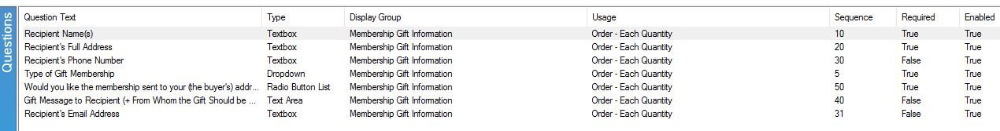 Questions
Question Text Type Display Group Usage Sequence Required Enabled
Recipient Name(s) Textbox Membership Gift Information Order - Each Quantity 10 True True
Recipient's Full Address Textbox Membership Gift Information Order - Each Quantity 20 True True
Recipient's Phone Number Textbox Membership Gift Information Order - Each Quantity 30 False True
Type of Gift Membership Dropdown Membership Gift Information Order - Each Quantity 5 True True
Would you like the membership sent to your (the buyer's) addr... Radio Button List Membership Gift Information Order - Each Quantity 50 True True
Gift Message to Recipient (+ From Whom the Gift Should be ... Text Area Membership Gift Information Order - Each Quantity 40 False True
Recipient's Email Address Textbox Membership Gift Information Order - Each Quantity 31 False True